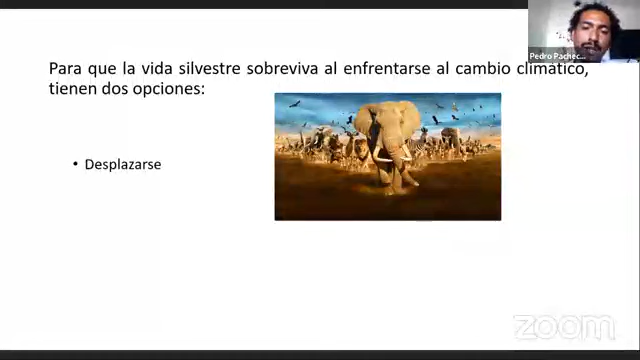 Pedro Pachec...
Para que la vida silvestre sobreviva al enfrentarse al cambio climático,
tienen dos opciones:
• Desplazarse
zoom